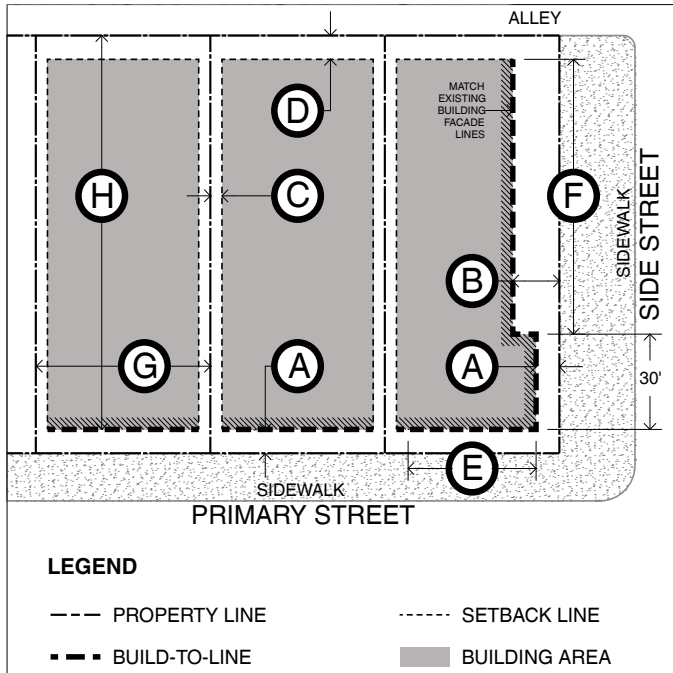 ALLEY
MATCH
EXISTING
BUILDING
FACADE
LINES
D
H
C
F
B
G
A
A
E
30'
SIDEWALK
SIDE STREET
SIDEWALK
PRIMARY STREET
LEGEND
PROPERTY LINE
SETBACK LINE
BUILD-TO-LINE
BUILDING AREA